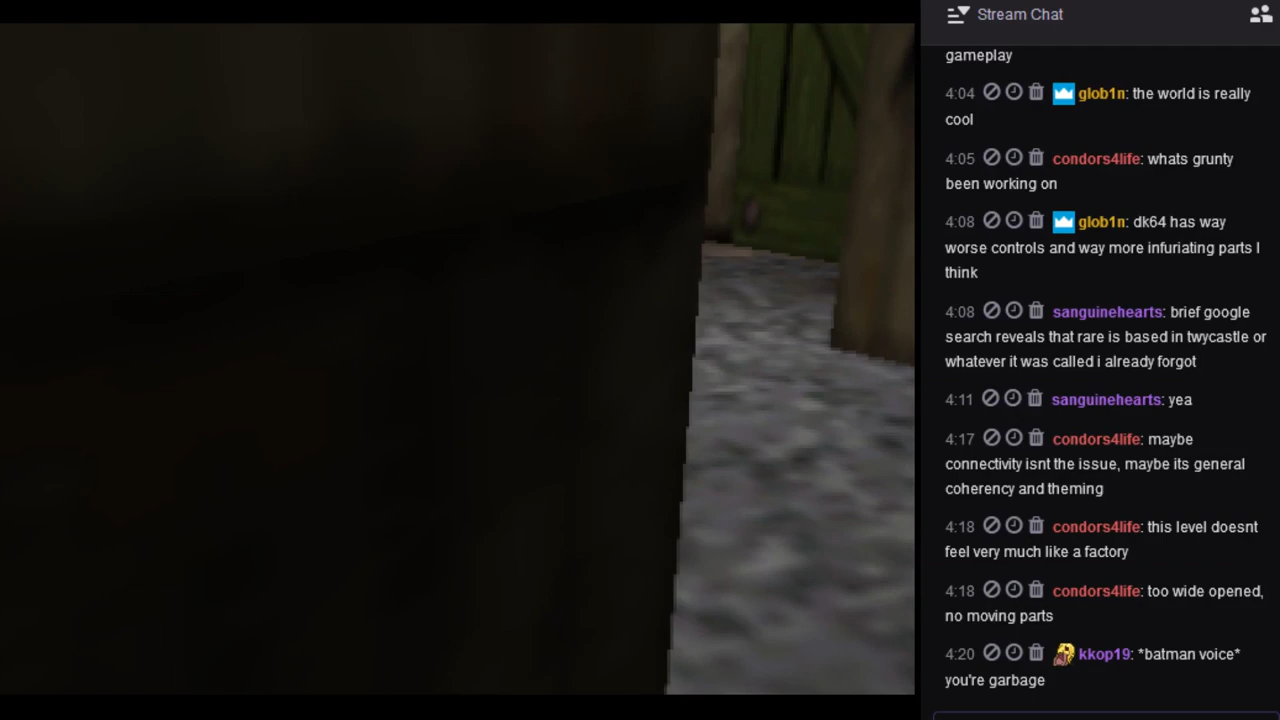 Stream Chat
gameplay
4:04 glob1n: the world is really
cool
4:05 condors4life: whats grunty
been working on
4:08 glob1n: dk64 has way
worse controls and way more infuriating parts I
think
4:08 sanguinehearts: brief google
search reveals that rare is based in twycastle or
whatever it was called i already forgot
4:11 sanguinehearts: yea
4:17 condors4life: maybe
connectivity isnt the issue, maybe its general
coherency and theming
4:18 condors4life: this level doesnt
feel very much like a factory
4:18 condors4life: too wide opened,
no moving parts
4:20 kkop19: *batman voice*
you're garbage